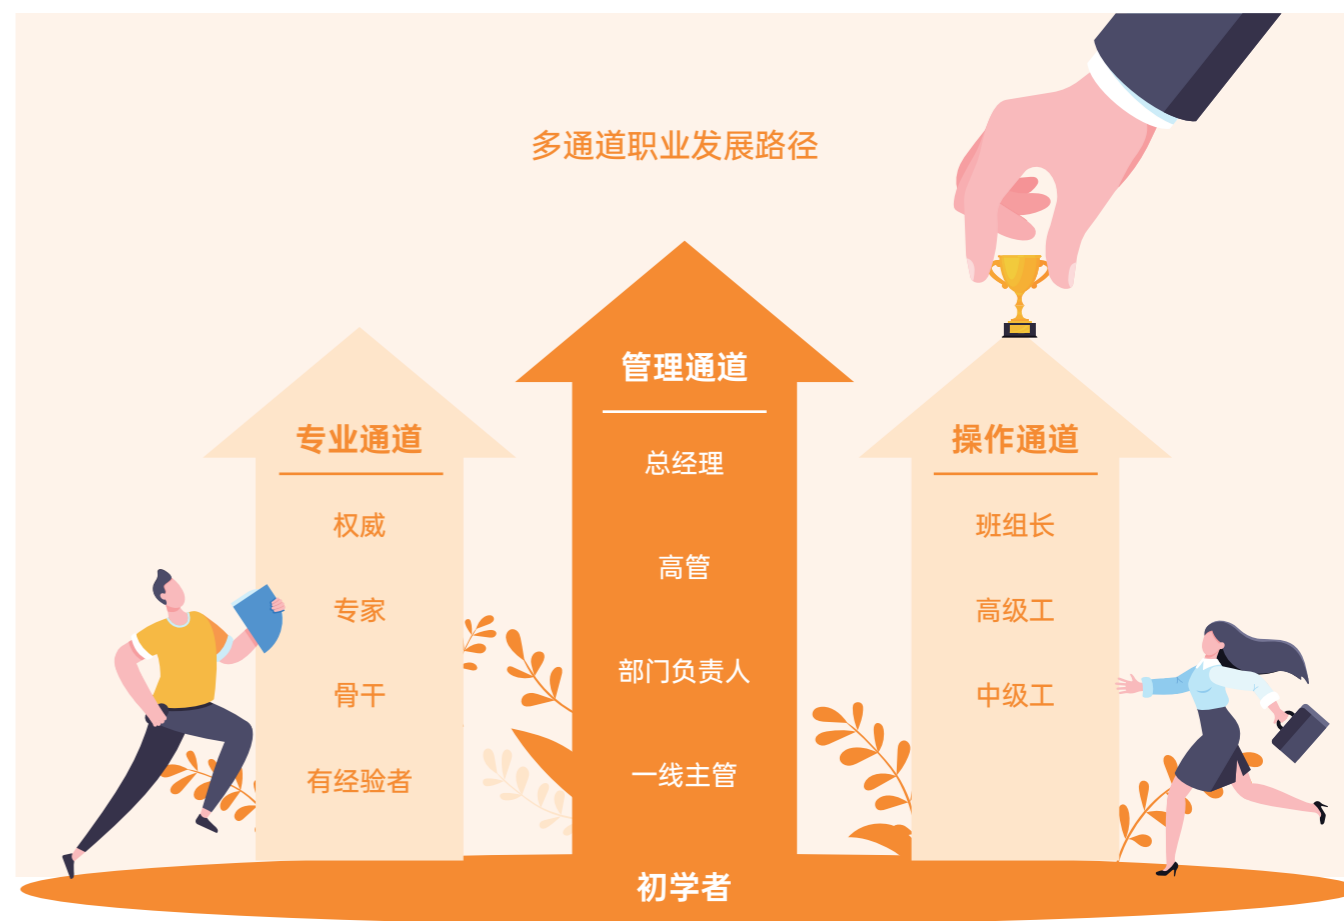 多通道职业发展路径
专业通道
权威
专家
骨干
有经验者
管理通道
总经理
高管
部门负责人
一线主管
操作通道
班组长
高级工
中级工
初学者